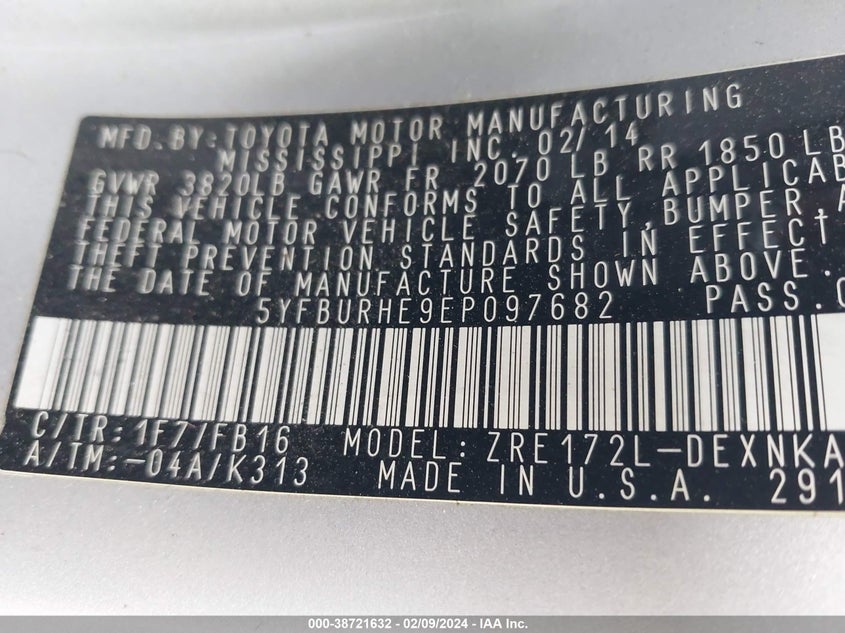 MFD.BY:TOYOTA MOTOR MANUFACTURING
MISSISSIPPI INC. 02/14
GVWR 3820LB GAWR FR 2070 LB RR 1850 LB
THIS VEHICLE CONFORMS TO ALL APPLICAB
FEDERAL MOTOR VEHICLE SAFETY,BUMPER,A
THEFT PREVENTION STANDARDS IN EFFECT
THE DATE OF MANUFACTURE SHOWN ABOVE.
5YFBURHE9EP097682 PASS.C
C/TR:1F7/FB16 MODEL:ZRE172L-DEXNKA
A/TM:-04A/K313 MADE IN U.S.A. 291
000-38721632 - 02/09/2024 - IAA Inc.